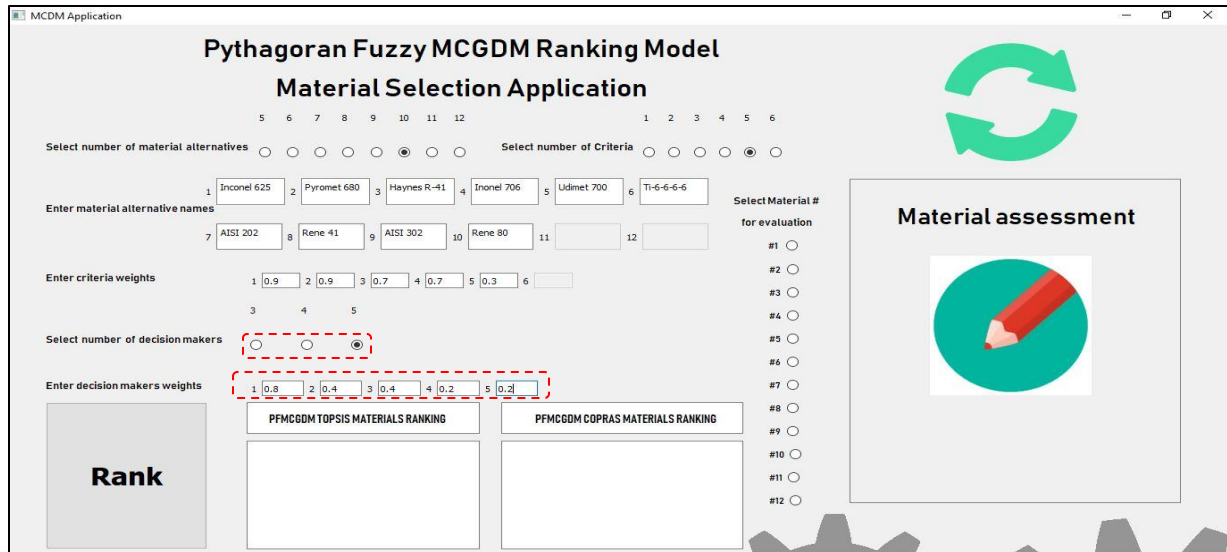 MCDM Application
Pythagoran Fuzzy MCGDM Ranking Model
Material Selection Application
5 6 7 8 9 10 11 12 1 2 3 4 5 6
Select number of material alternatives Select number of Criteria
1 Inconel 625 2 Pyromet 680 3 Haynes R-41 4 Inonel 706 5 Udimet 700 6 Ti-6-6-6-6
Enter material alternative names
7 AISI 202 8 Rene 41 9 AISI 302 10 Rene 80 11 12
Enter criteria weights 1 0.9 2 0.9 3 0.7 4 0.7 5 0.3 6
3 4 5
Select number of decision makers
Enter decision makers weights 1 0.8 2 0.4 3 0.4 4 0.2 5 0.2
Rank
PFMCGDM TOPSIS MATERIALS RANKING PFMCGDM COPRAS MATERIALS RANKING
Select Material #
for evaluation
#1
#2
#3
#4
#5
#6
#7
#8
#9
#10
#11
#12
Material assessment